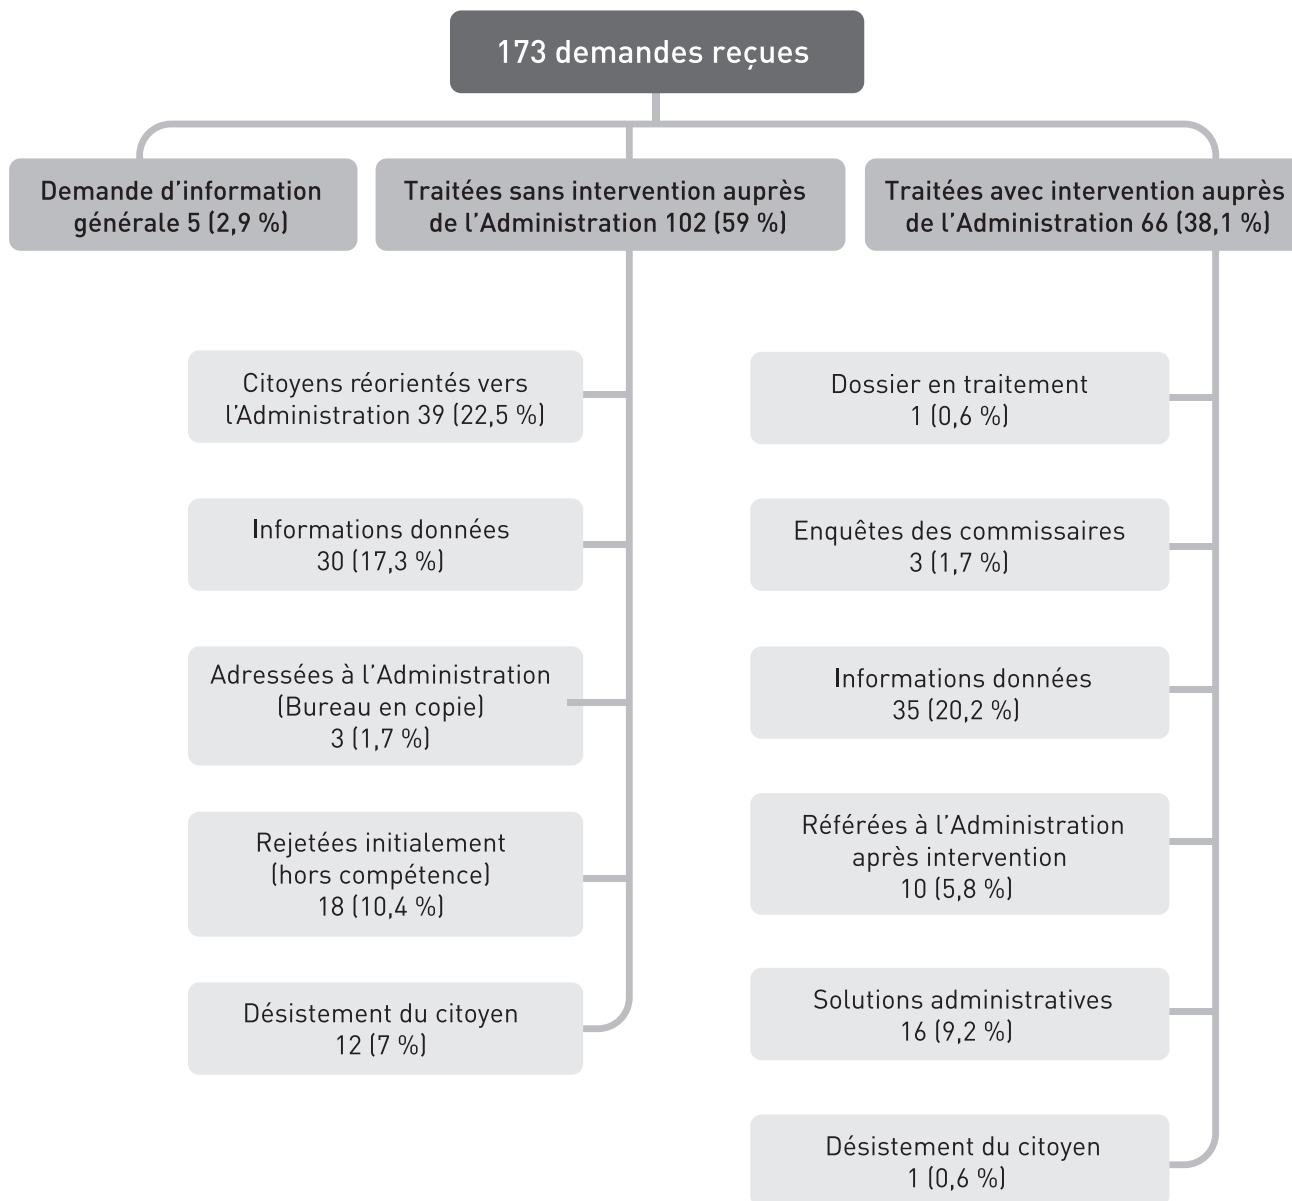 173 demandes reçues
Demande d’information
générale 5 (2,9 %)
Traitées sans intervention auprès
de l’Administration 102 (59 %)
Traitées avec intervention auprès
de l’Administration 66 (38,1 %)
Citoyens réorientés vers
l’Administration 39 (22,5 %)
Informations données
30 (17,3 %)
Adressées à l’Administration
(Bureau en copie)
3 (1,7 %)
Rejetées initialement
(hors compétence)
18 (10,4 %)
Désistement du citoyen
12 (7 %)
Dossier en traitement
1 (0,6 %)
Enquêtes des commissaires
3 (1,7 %)
Informations données
35 (20,2 %)
Référées à l’Administration
après intervention
10 (5,8 %)
Solutions administratives
16 (9,2 %)
Désistement du citoyen
1 (0,6 %)